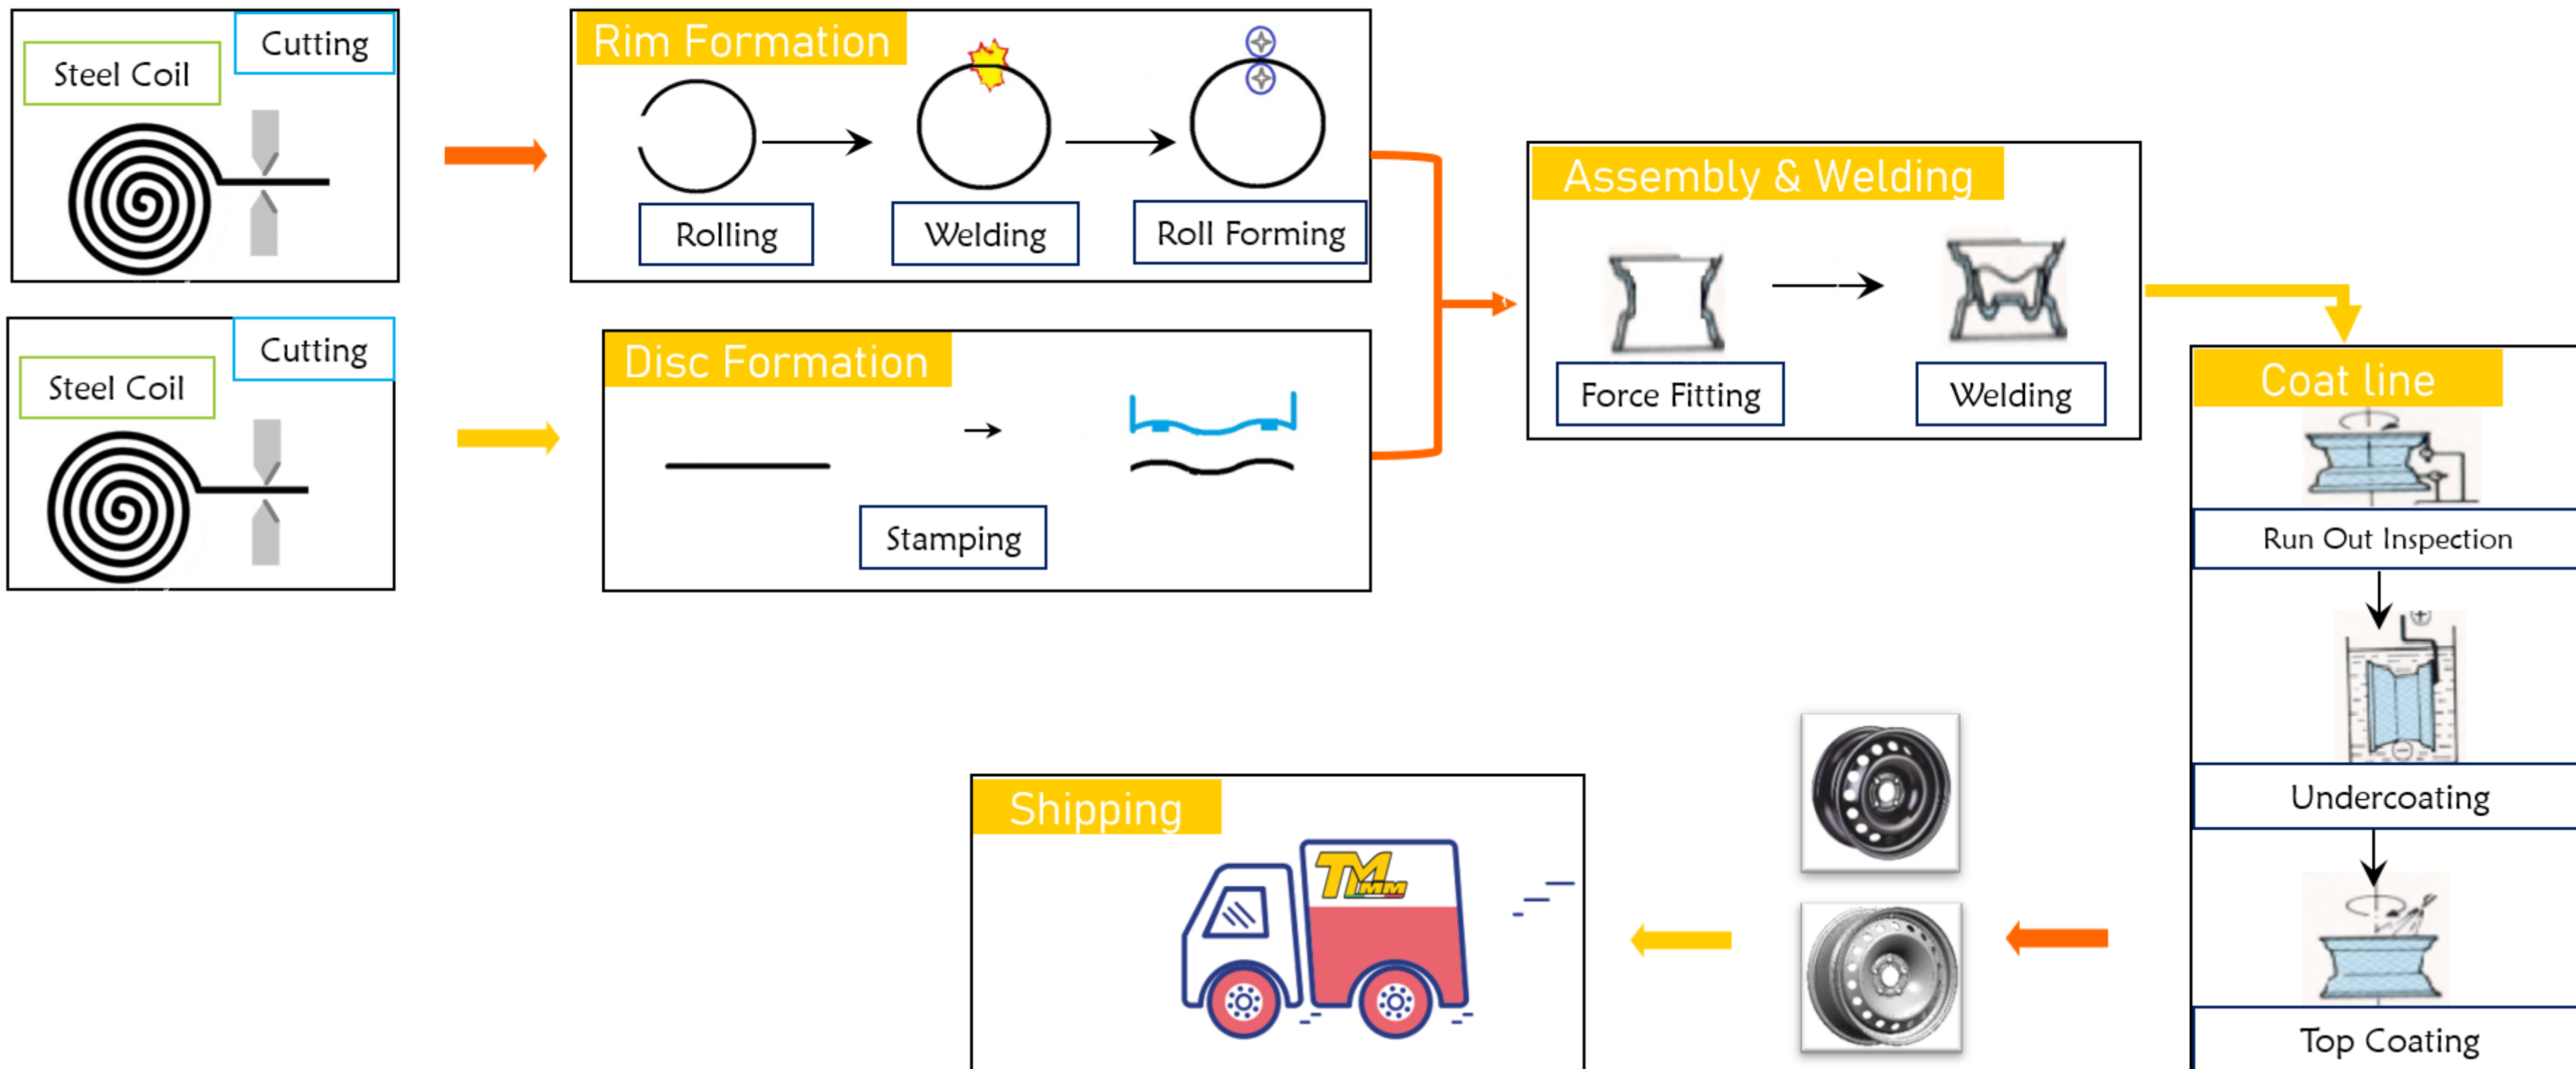 Steel Coil
Cutting
Rim Formation
Rolling
Welding
Roll Forming
Steel Coil
Cutting
Disc Formation
Stamping
Assembly & Welding
Force Fitting
Welding
Coat line
Run Out Inspection
Undercoating
Top Coating
Shipping
TMMM